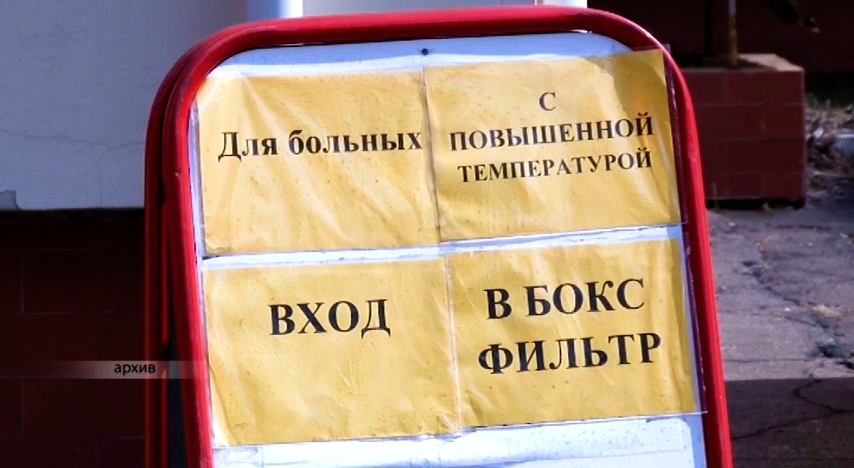 Для больных
С
ПОВЫШЕННОЙ
ТЕМПЕРАТУРОЙ
ВХОД
В БОКС
ФИЛЬТР
архив